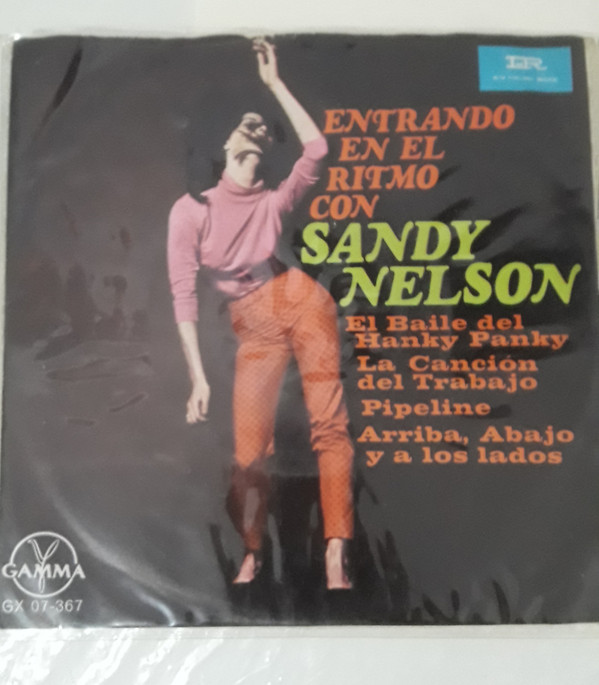 LR
ENTRANDO
EN EL
RITMO
CON
SANDY
NELSON
El Baile del
Hanky Panky
La Canción
del Trabajo
Pipeline
Arriba, Abajo
y a los lados
GAMMA
GX 07-367